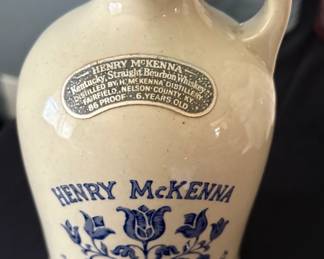 HENRY McKENNA
Kentucky Straight Bourbon Whiskey
DISTILLED BY H. McKENNA DISTILLERY
FAIRFIELD, NELSON COUNTY, KY.
86 PROOF - 6 YEARS OLD
HENRY McKENNA